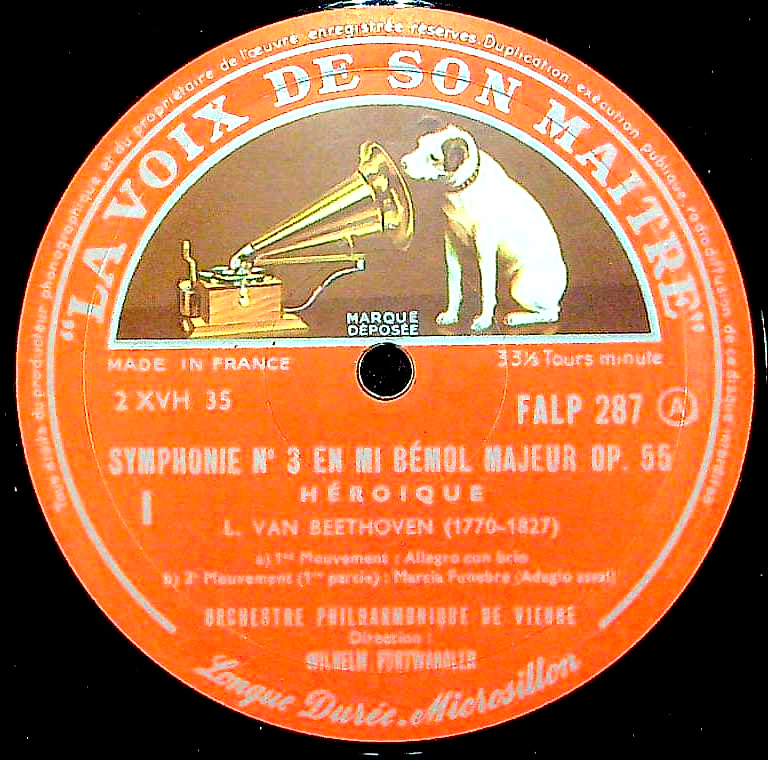 Tous droits du producteur phonographique et du propriétaire de l'œuvre enregistrée réservés. Duplication, exécution publique, radiodiffusion de ce disque interdites
"LA VOIX DE SON MAITRE"
MARQUE
DÉPOSÉE
MADE IN FRANCE
33⅓ Tours minute
2 XVH 35
FALP 287 A
SYMPHONIE Nº 3 EN MI BÉMOL MAJEUR OP. 55
I
HÉROIQUE
L. VAN BEETHOVEN (1770-1827)
a) 1er Mouvement : Allegro con brio
b) 2e Mouvement (1re partie) : Marcia Funebre (Adagio assai)
ORCHESTRE PHILHARMONIQUE DE VIENNE
Direction :
WILHELM FURTWANGLER
Longue Durée. Microsillon